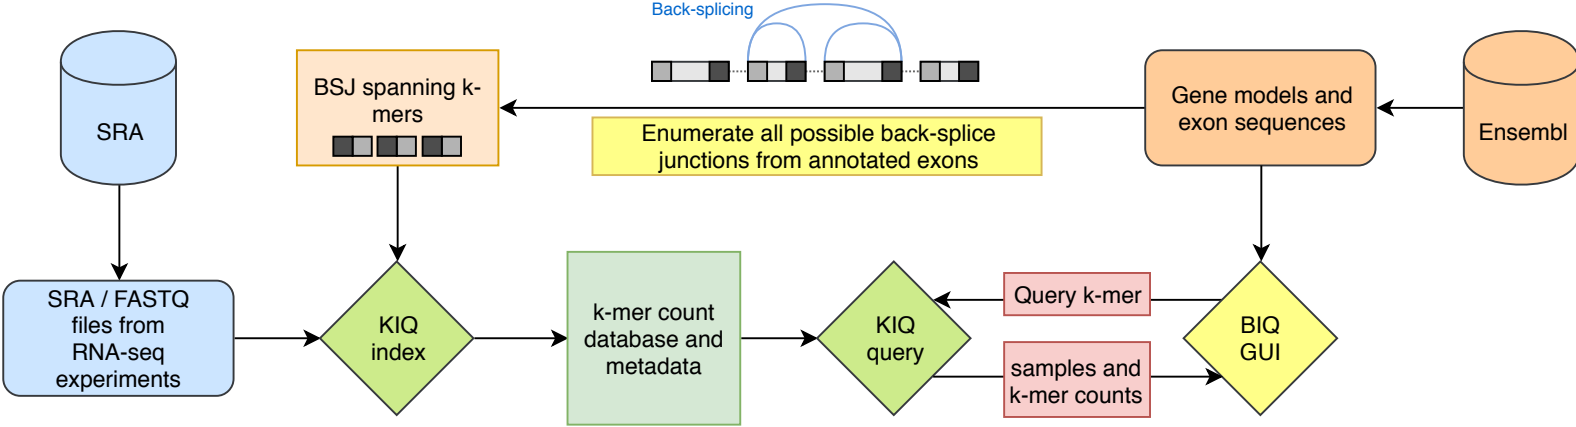 Back-splicing
SRA
BSJ spanning k-
mers
Enumerate all possible back-splice
junctions from annotated exons
Gene models and
exon sequences
Ensembl
SRA / FASTQ
files from
RNA-seq
experiments
KIQ
index
k-mer count
database and
metadata
KIQ
query
Query k-mer
samples and
k-mer counts
BIQ
GUI